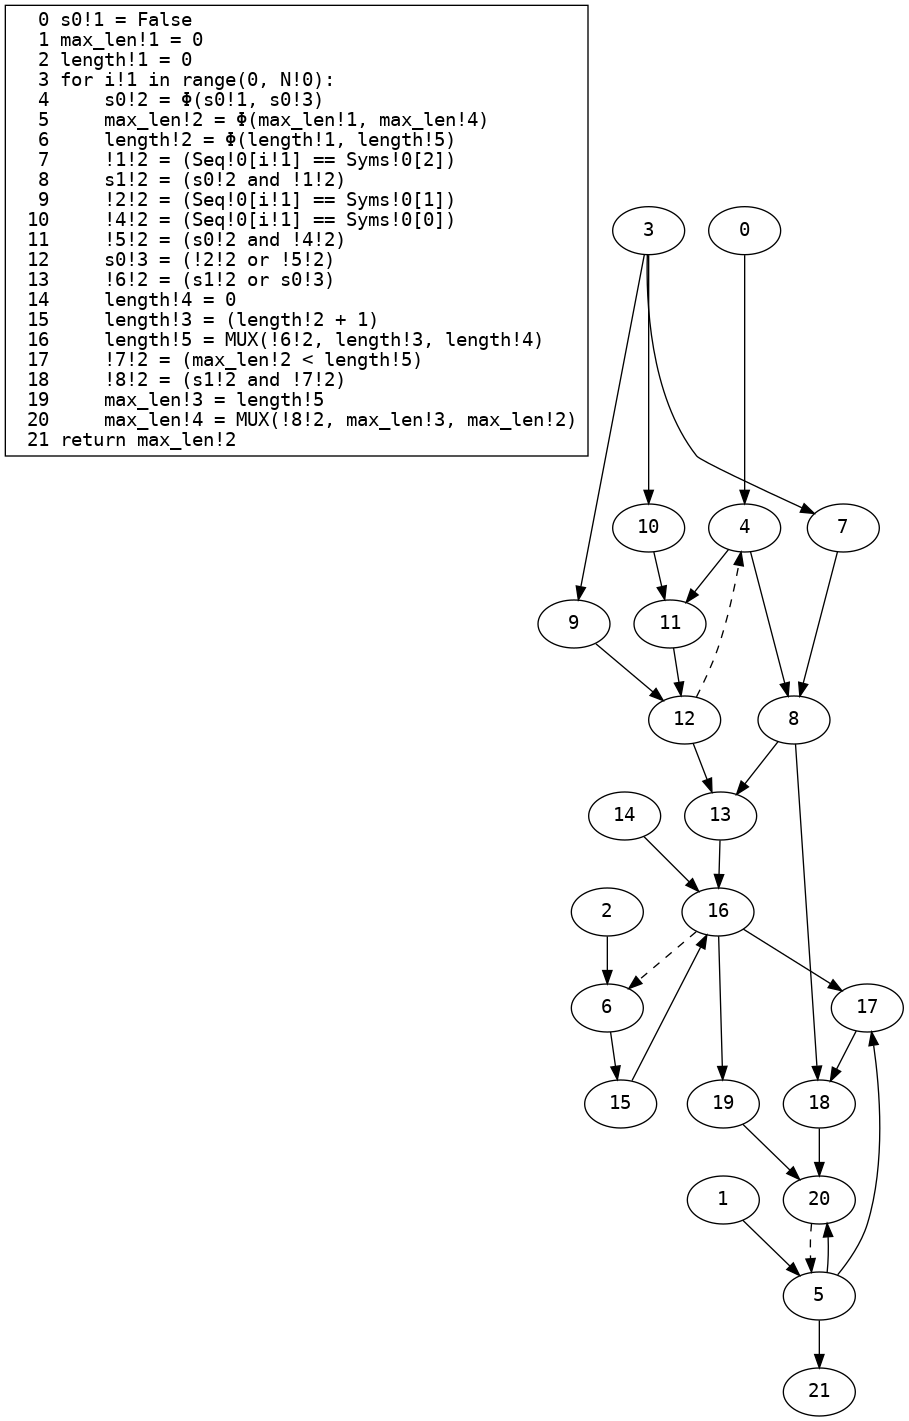 0 s0!1 = False
1 max_len!1 = 0
2 length!1 = 0
3 for i!1 in range(0, N!0):
4     s0!2 = Φ(s0!1, s0!3)
5     max_len!2 = Φ(max_len!1, max_len!4)
6     length!2 = Φ(length!1, length!5)
7     !1!2 = (Seq!0[i!1] == Syms!0[2])
8     s1!2 = (s0!2 and !1!2)
9     !2!2 = (Seq!0[i!1] == Syms!0[1])
10     !4!2 = (Seq!0[i!1] == Syms!0[0])
11     !5!2 = (s0!2 and !4!2)
12     s0!3 = (!2!2 or !5!2)
13     !6!2 = (s1!2 or s0!3)
14     length!4 = 0
15     length!3 = (length!2 + 1)
16     length!5 = MUX(!6!2, length!3, length!4)
17     !7!2 = (max_len!2 < length!5)
18     !8!2 = (s1!2 and !7!2)
19     max_len!3 = length!5
20     max_len!4 = MUX(!8!2, max_len!3, max_len!2)
21 return max_len!2
3 0
10 4 7
9 11
12 8
14 13
2 16
6 17
15 19 18
1 20
5
21